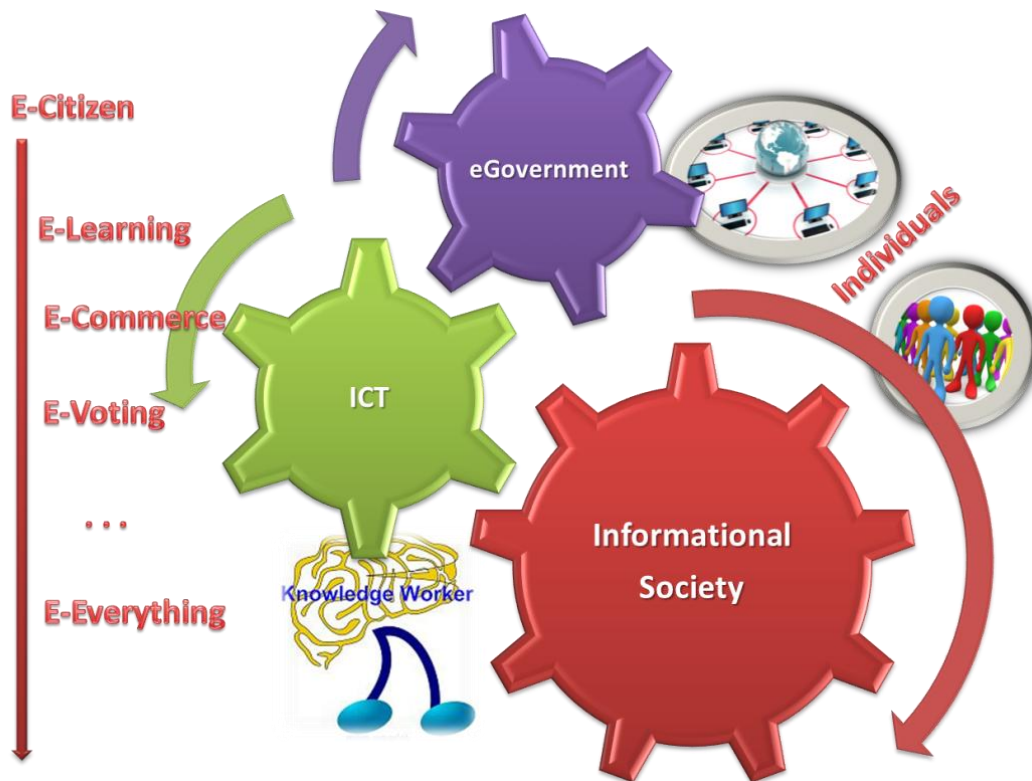 E-Citizen
E-Learning
E-Commerce
E-Voting
. . .
E-Everything
eGovernment
Individuals
ICT
Knowledge Worker
Informational
Society